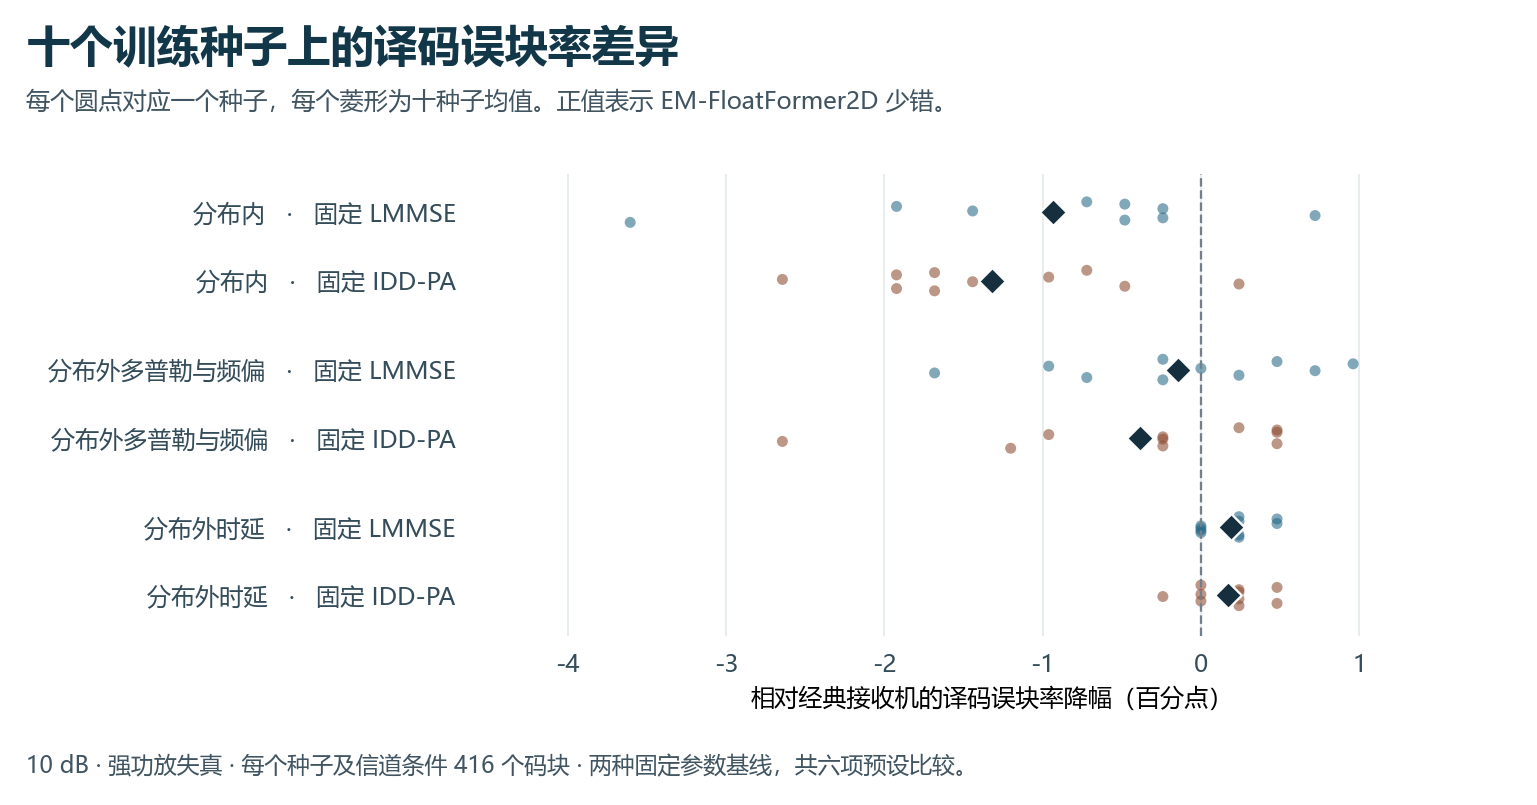 十个训练种子上的译码误块率差异
每个圆点对应一个种子，每个菱形为十种子均值。正值表示 EM-FloatFormer2D 少错。
分布内 · 固定 LMMSE
分布内 · 固定 IDD-PA
分布外多普勒与频偏 · 固定 LMMSE
分布外多普勒与频偏 · 固定 IDD-PA
分布外时延 · 固定 LMMSE
分布外时延 · 固定 IDD-PA
-4 -3 -2 -1 0 1
相对经典接收机的译码误块率降幅（百分点）
10 dB · 强功放失真 · 每个种子及信道条件 416 个码块 · 两种固定参数基线，共六项预设比较。